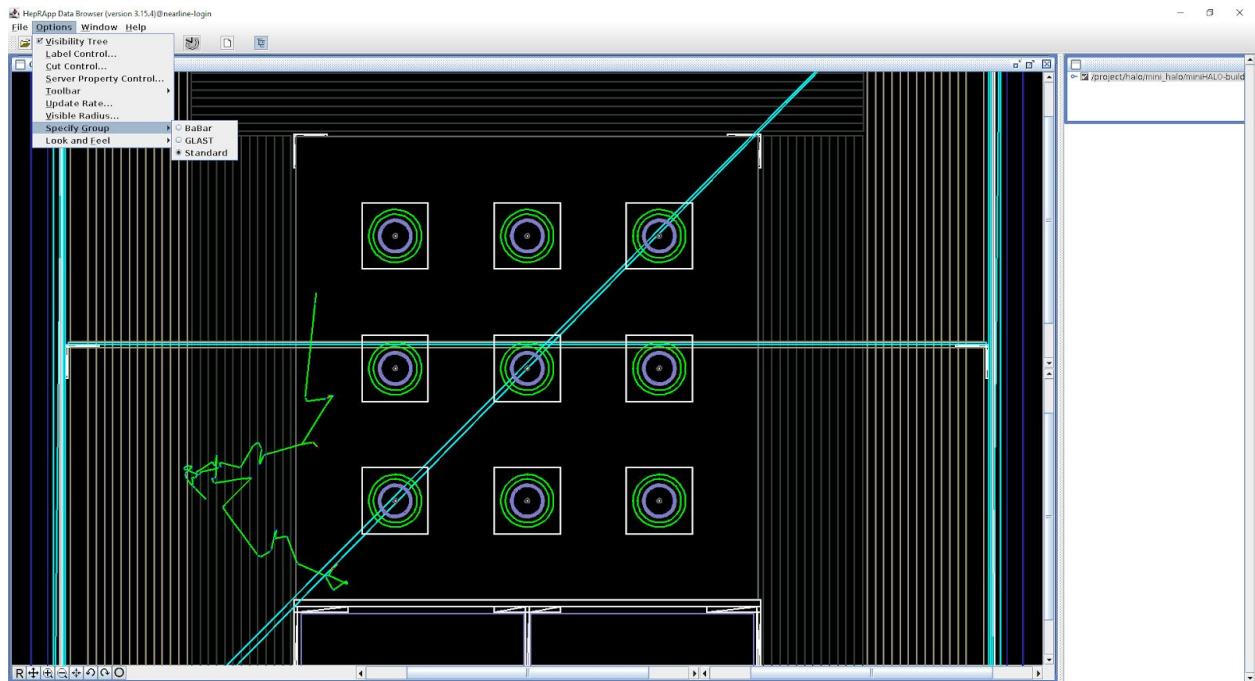 HepRApp Data Browser (version 3.15.4)@nearline-login
File Options Window Help
Visibility Tree
Label Control...
Cut Control...
Server Property Control...
Toolbar
Update Rate...
Visible Radius...
Specify Group
Look and Feel
BaBar
GLAST
Standard
/project/halo/mini_halo/miniHALO-build
R